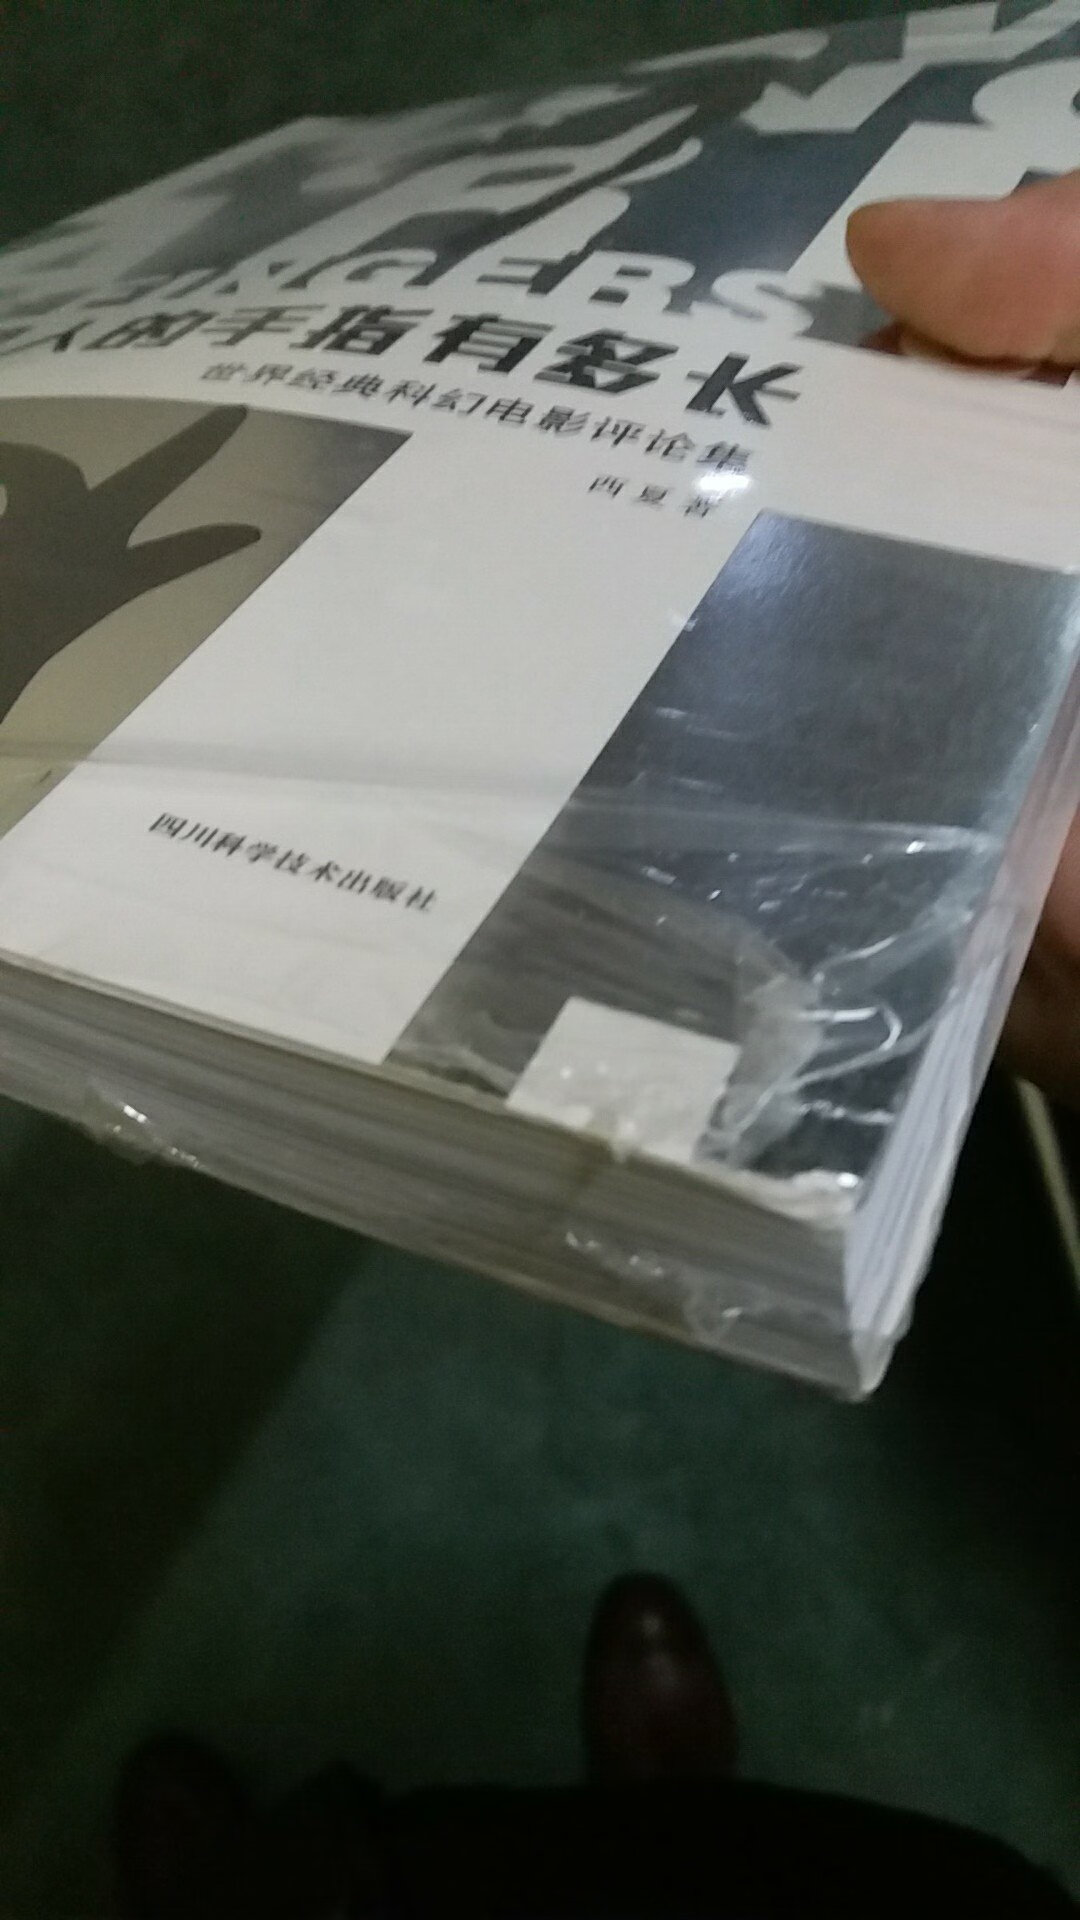 NGERS
人的手指有多长
世界经典科幻电影评论集
西夏 著
四川科学技术出版社